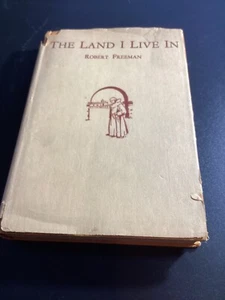 THE LAND I LIVE IN
ROBERT FREEMAN